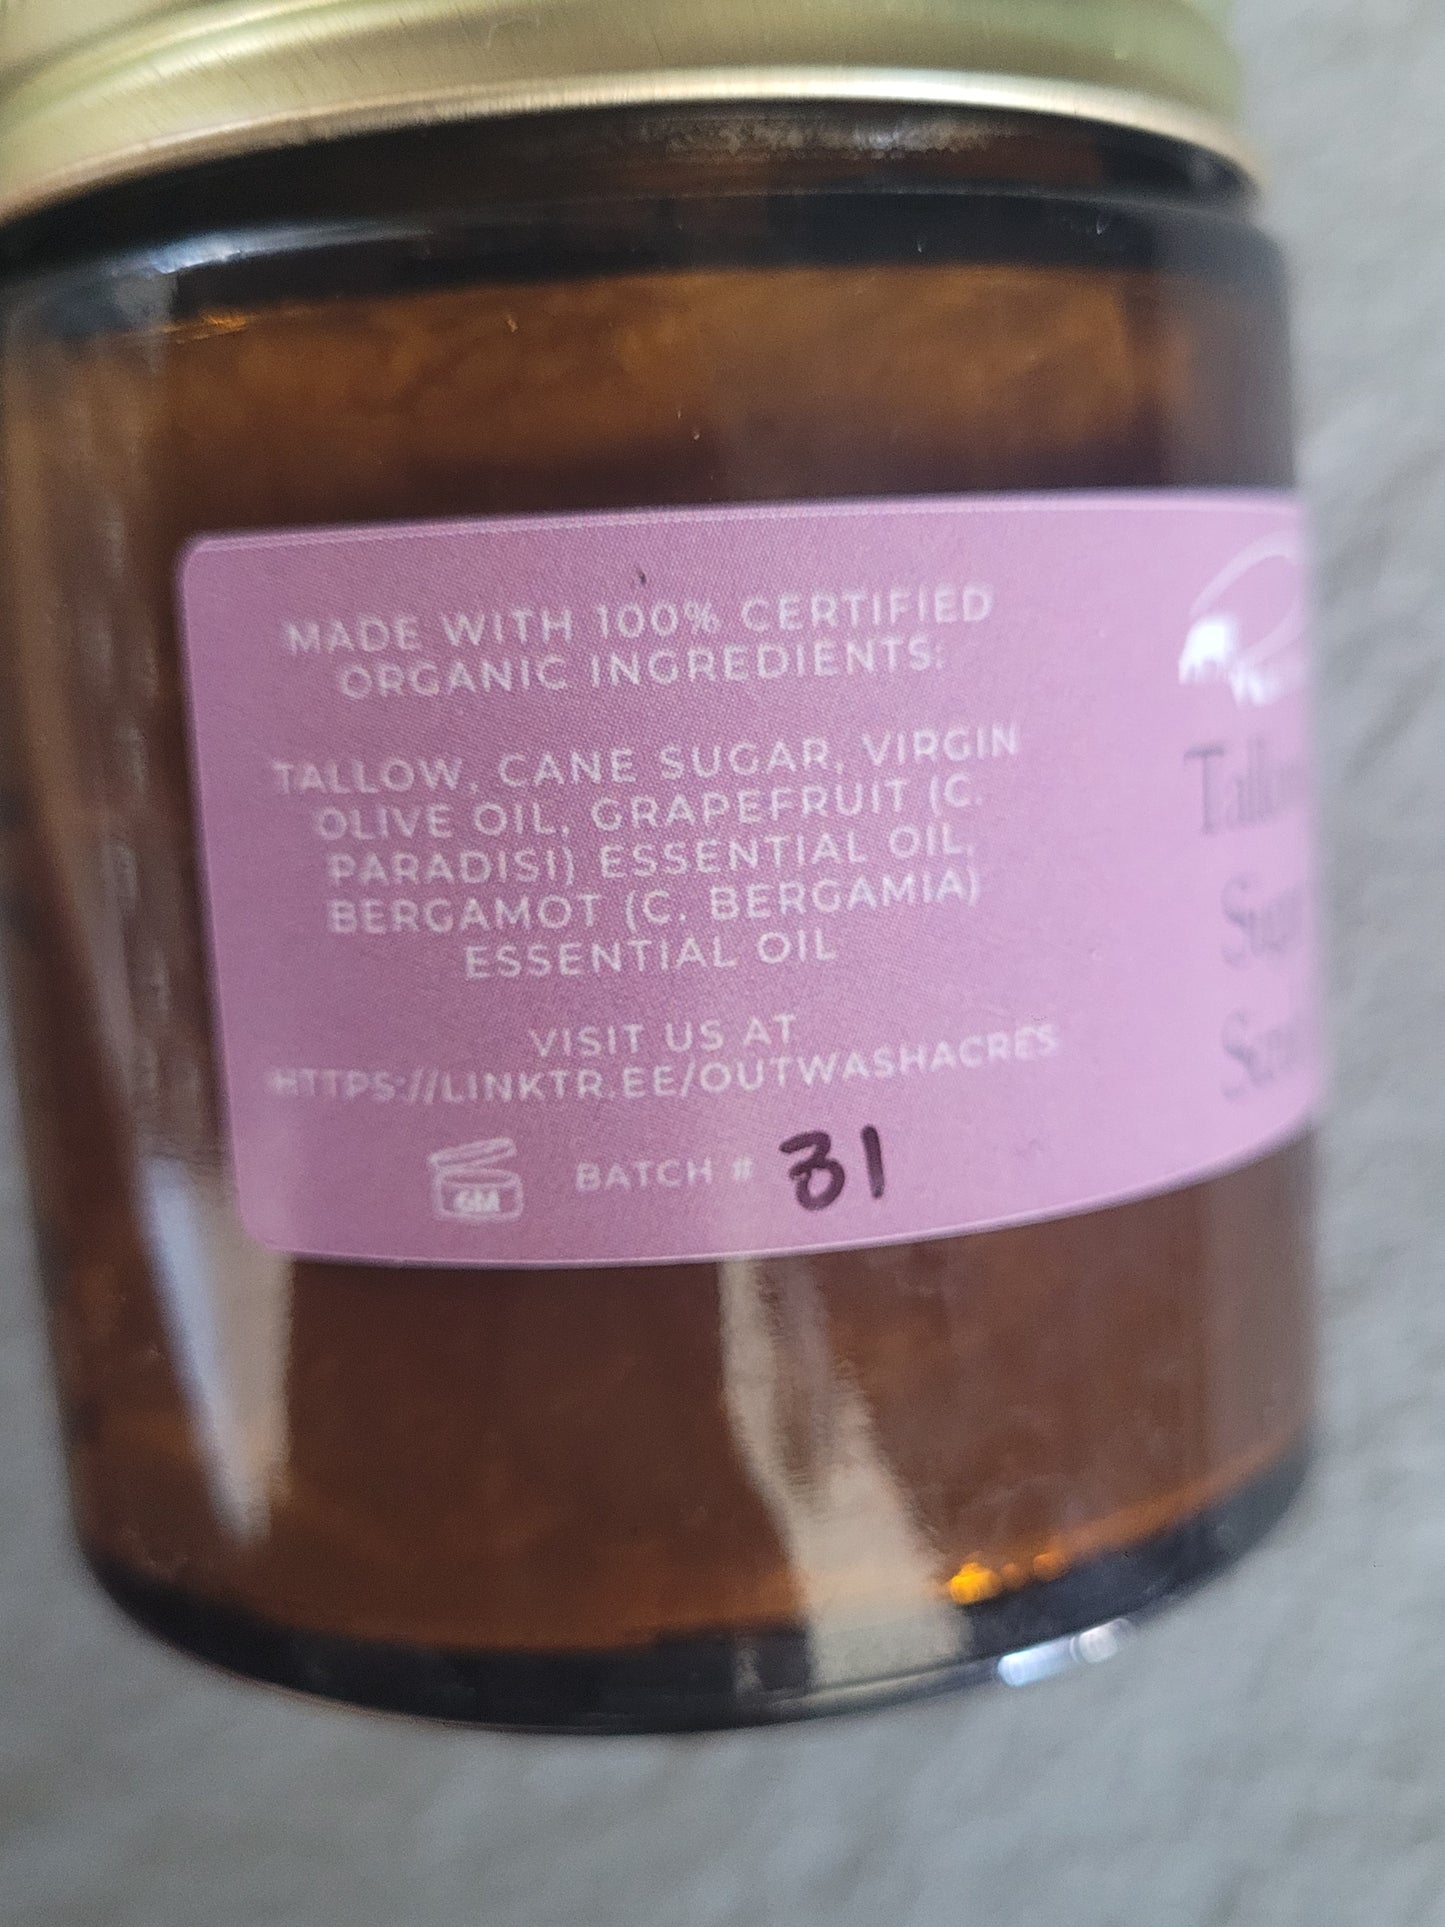 MADE WITH 100% CERTIFIED
ORGANIC INGREDIENTS:
TALLOW, CANE SUGAR, VIRGIN
OLIVE OIL, GRAPEFRUIT (C.
PARADISI) ESSENTIAL OIL,
BERGAMOT (C. BERGAMIA)
ESSENTIAL OIL
VISIT US AT
HTTPS://LINKTR.EE/OUTWASHACRES
6M
BATCH # 31